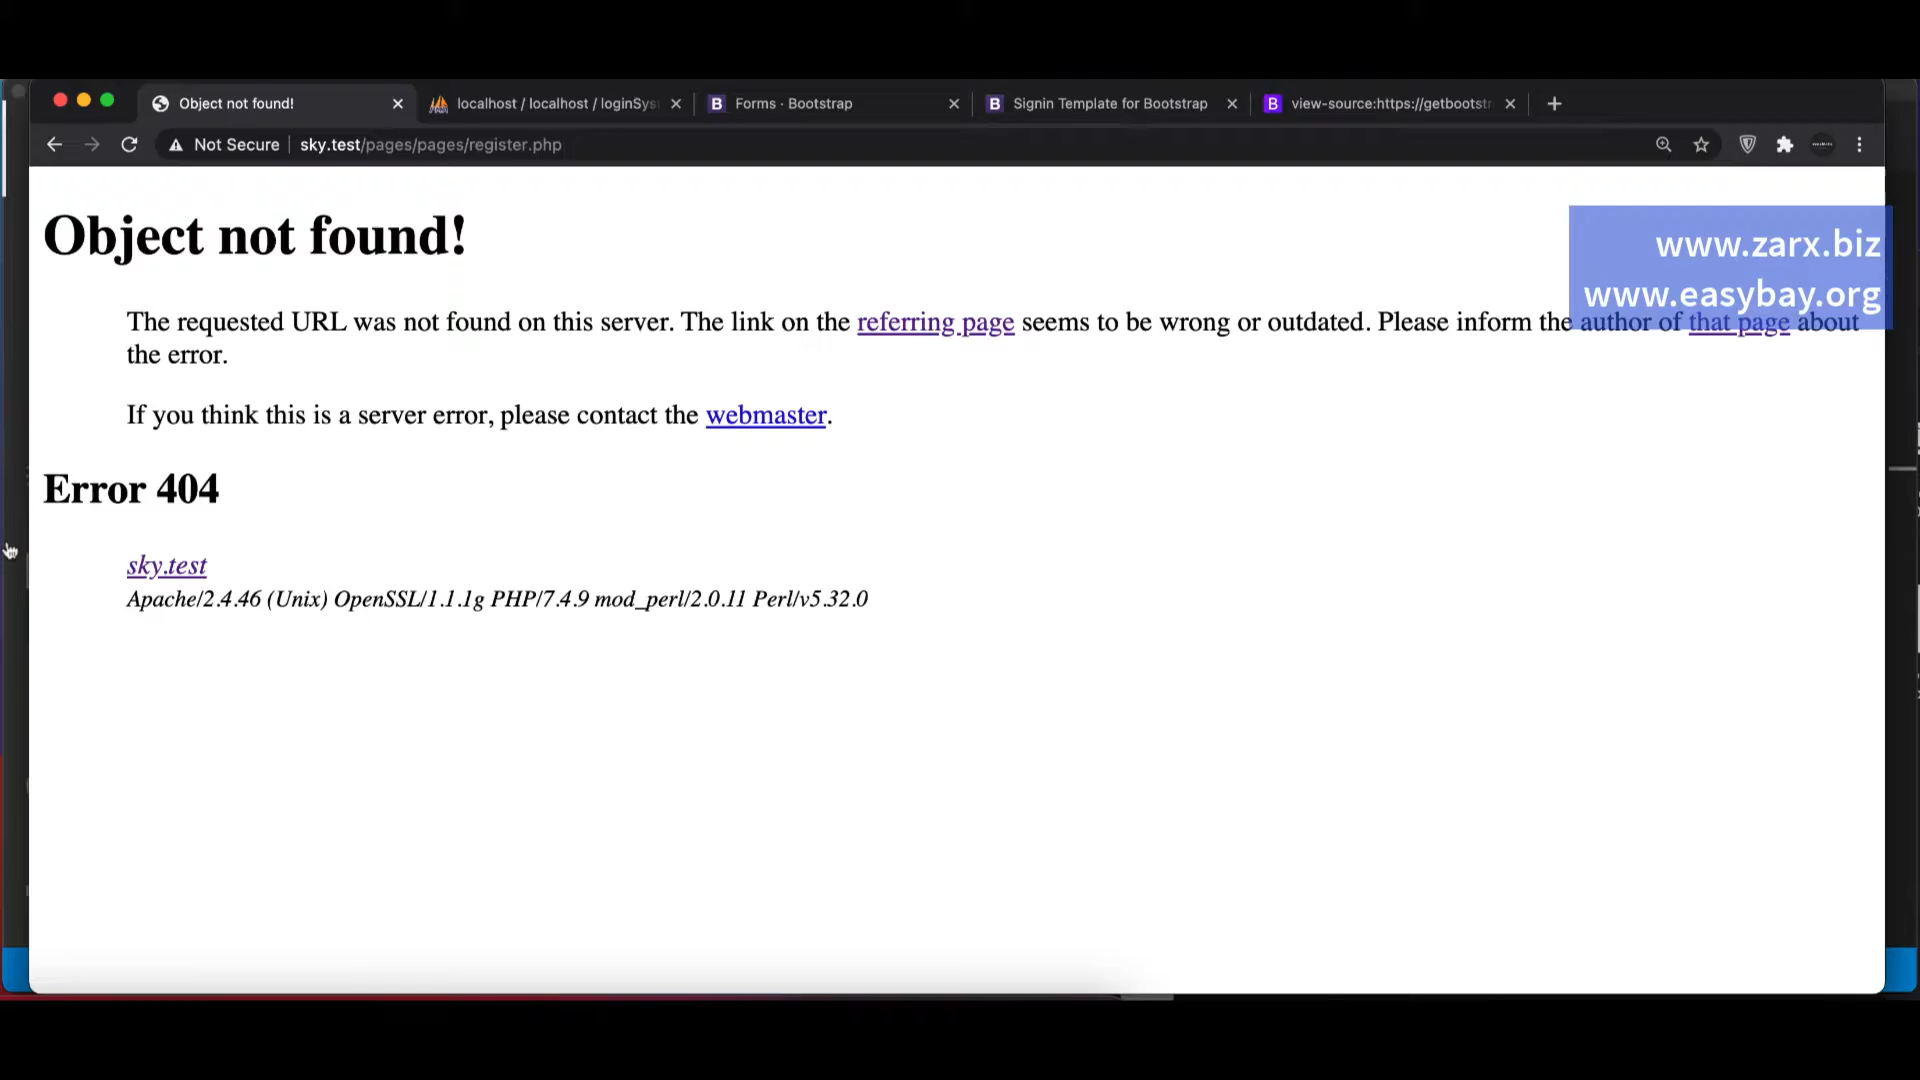 Object not found!
localhost / localhost / loginSys
Forms · Bootstrap
Signin Template for Bootstrap
view-source:https://getbootstr
Not Secure
sky.test/pages/pages/register.php
Object not found!
www.zarx.biz
www.easybay.org
The requested URL was not found on this server. The link on the referring page seems to be wrong or outdated. Please inform the author of that page about
the error.
If you think this is a server error, please contact the webmaster.
Error 404
sky.test
Apache/2.4.46 (Unix) OpenSSL/1.1.1g PHP/7.4.9 mod_perl/2.0.11 Perl/v5.32.0